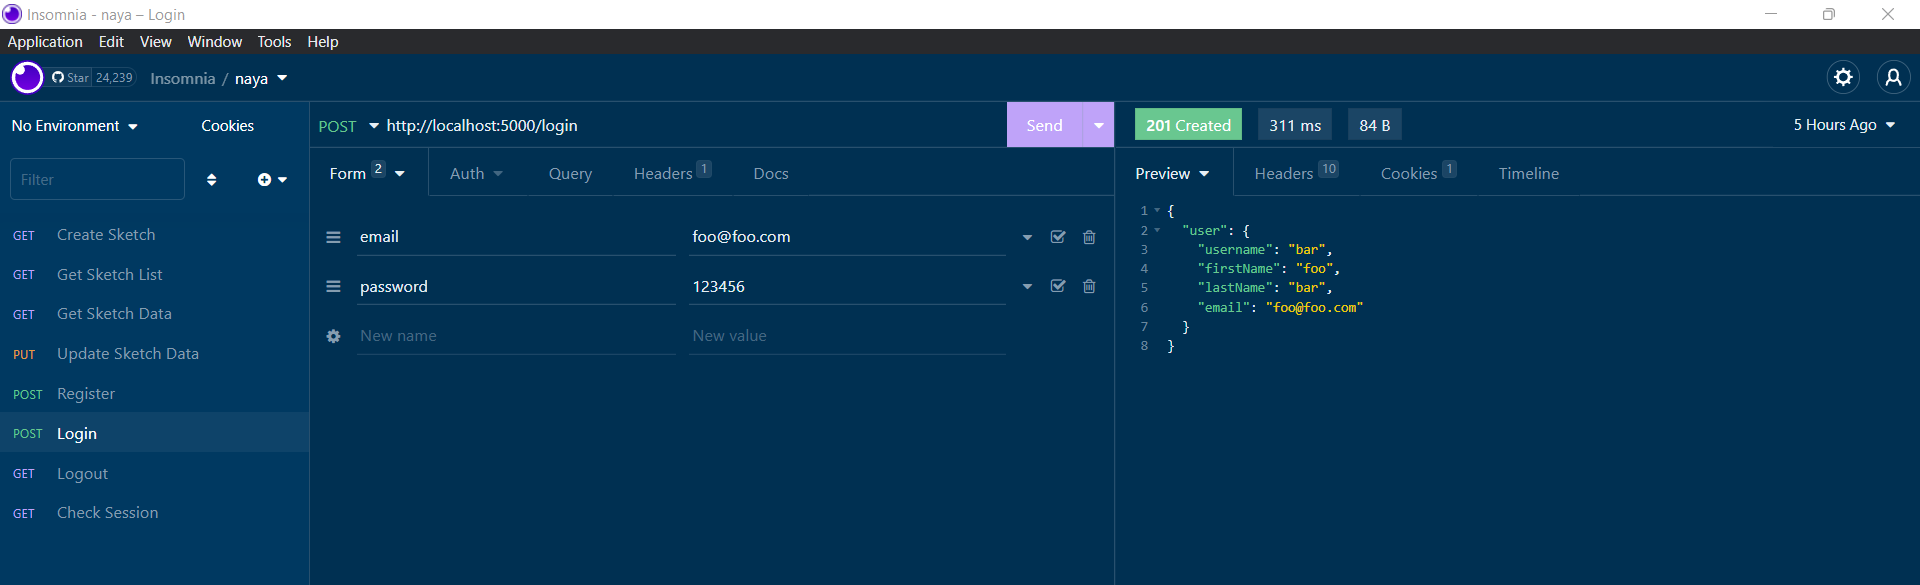 Insomnia - naya – Login
Application Edit View Window Tools Help
Star 24,239 Insomnia / naya
No Environment Cookies
Filter
GET Create Sketch
GET Get Sketch List
GET Get Sketch Data
PUT Update Sketch Data
POST Register
POST Login
GET Logout
GET Check Session
POST http://localhost:5000/login Send
Form 2 Auth Query Headers 1 Docs
email foo@foo.com
password 123456
New name New value
201 Created 311 ms 84 B 5 Hours Ago
Preview Headers 10 Cookies 1 Timeline
1 {
2 "user": {
3 "username": "bar",
4 "firstName": "foo",
5 "lastName": "bar",
6 "email": "foo@foo.com"
7 }
8 }